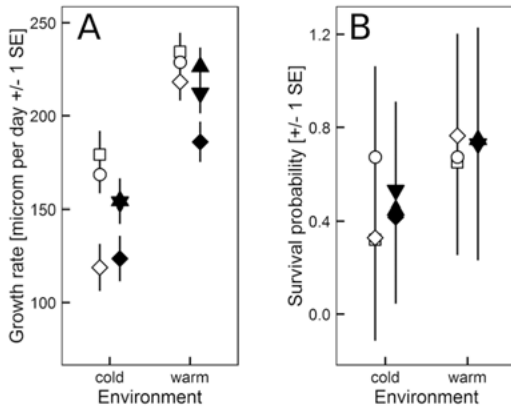 A
Growth rate [microm per day +/- 1 SE]
250
200
150
100
cold
warm
Environment
B
Survival probability [+/- 1 SE]
1.2
0.8
0.4
0.0
cold
warm
Environment